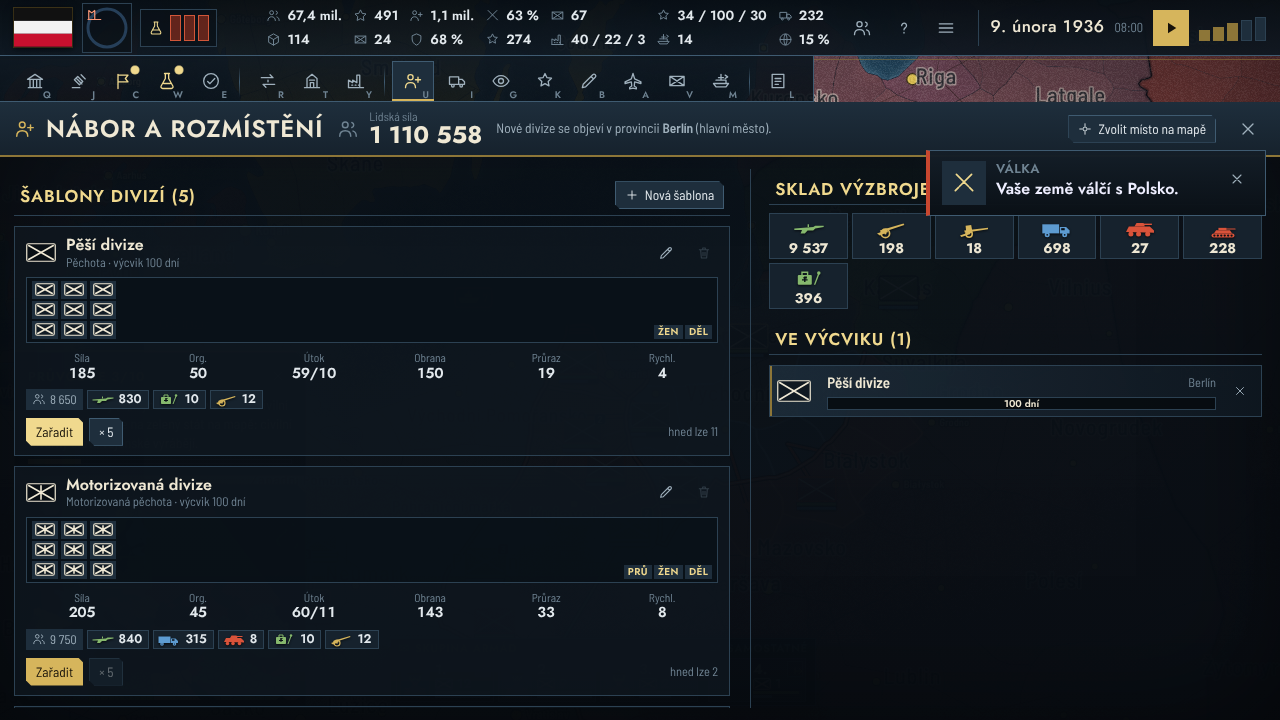 67,4 mil.
491
1,1 mil.
63 %
67
34 / 100 / 30
232
114
24
68 %
274
40 / 22 / 3
14
15 %
?
9. února 1936
08:00
Q
J
C
W
E
R
T
Y
U
I
G
K
B
A
V
M
L
Riga
Latgale
NÁBOR A ROZMÍSTĚNÍ
Lidská síla
1 110 558
Nové divize se objeví v provincii Berlín (hlavní město).
Zvolit místo na mapě
VÁLKA
Vaše země válčí s Polsko.
ŠABLONY DIVIZÍ (5)
Nová šablona
Pěší divize
Pěchota · výcvik 100 dní
ŽEN DĚL
Síla Org. Útok Obrana Průraz Rychl.
185 50 59/10 150 19 4
8 650 830 10 12
Zařadit ×5 hned lze 11
Motorizovaná divize
Motorizovaná pěchota · výcvik 100 dní
PRŮ ŽEN DĚL
Síla Org. Útok Obrana Průraz Rychl.
205 45 60/11 143 33 8
9 750 840 315 8 10 12
Zařadit ×5 hned lze 2
SKLAD VÝZBROJE
9 537 198 18 698 27 228
396
VE VÝCVIKU (1)
Pěší divize Berlín
100 dní